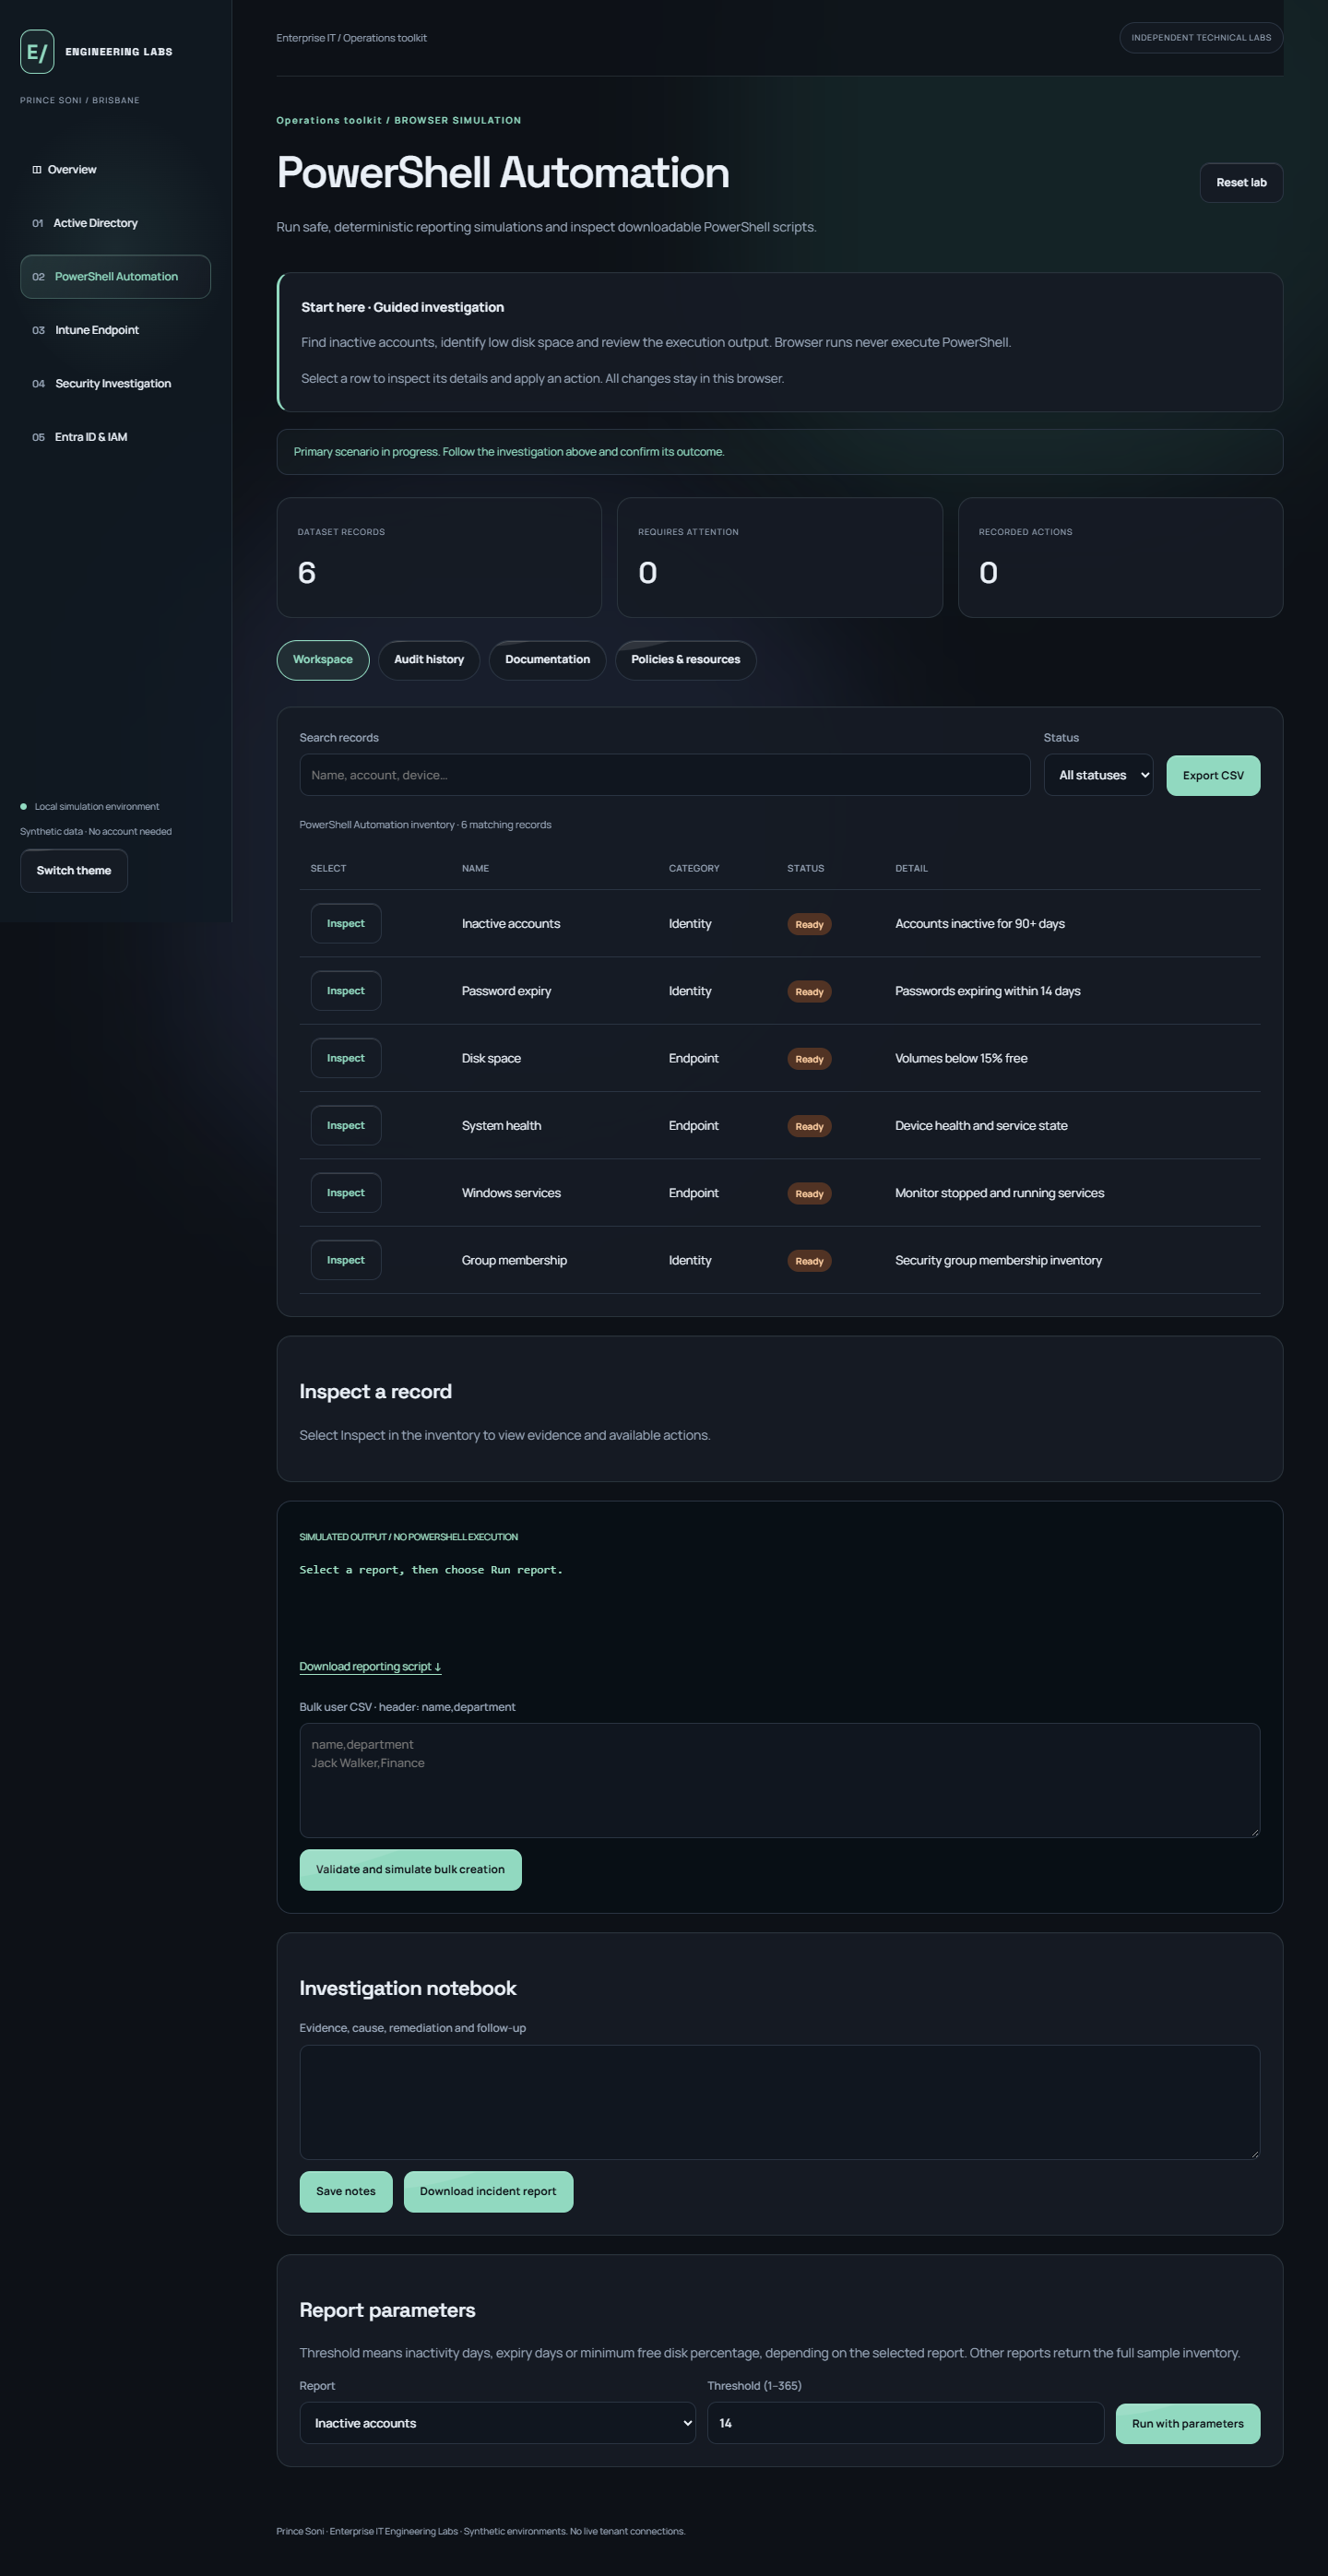 E/ ENGINEERING LABS
PRINCE SONI / BRISBANE
Overview
01 Active Directory
02 PowerShell Automation
03 Intune Endpoint
04 Security Investigation
05 Entra ID & IAM
Local simulation environment
Synthetic data · No account needed
Switch theme
Enterprise IT / Operations toolkit
INDEPENDENT TECHNICAL LABS
Operations toolkit / BROWSER SIMULATION
PowerShell Automation
Reset lab
Run safe, deterministic reporting simulations and inspect downloadable PowerShell scripts.
Start here · Guided investigation
Find inactive accounts, identify low disk space and review the execution output. Browser runs never execute PowerShell.
Select a row to inspect its details and apply an action. All changes stay in this browser.
Primary scenario in progress. Follow the investigation above and confirm its outcome.
DATASET RECORDS
6
REQUIRES ATTENTION
0
RECORDED ACTIONS
0
Workspace Audit history Documentation Policies & resources
Search records
Name, account, device...
Status
All statuses
Export CSV
PowerShell Automation inventory · 6 matching records
SELECT NAME CATEGORY STATUS DETAIL
Inspect Inactive accounts Identity Ready Accounts inactive for 90+ days
Inspect Password expiry Identity Ready Passwords expiring within 14 days
Inspect Disk space Endpoint Ready Volumes below 15% free
Inspect System health Endpoint Ready Device health and service state
Inspect Windows services Endpoint Ready Monitor stopped and running services
Inspect Group membership Identity Ready Security group membership inventory
Inspect a record
Select Inspect in the inventory to view evidence and available actions.
SIMULATED OUTPUT / NO POWERSHELL EXECUTION
Select a report, then choose Run report.
Download reporting script ↓
Bulk user CSV · header: name,department
name,department
Jack Walker,Finance
Validate and simulate bulk creation
Investigation notebook
Evidence, cause, remediation and follow-up
Save notes Download incident report
Report parameters
Threshold means inactivity days, expiry days or minimum free disk percentage, depending on the selected report. Other reports return the full sample inventory.
Report
Inactive accounts
Threshold (1–365)
14
Run with parameters
Prince Soni · Enterprise IT Engineering Labs · Synthetic environments. No live tenant connections.